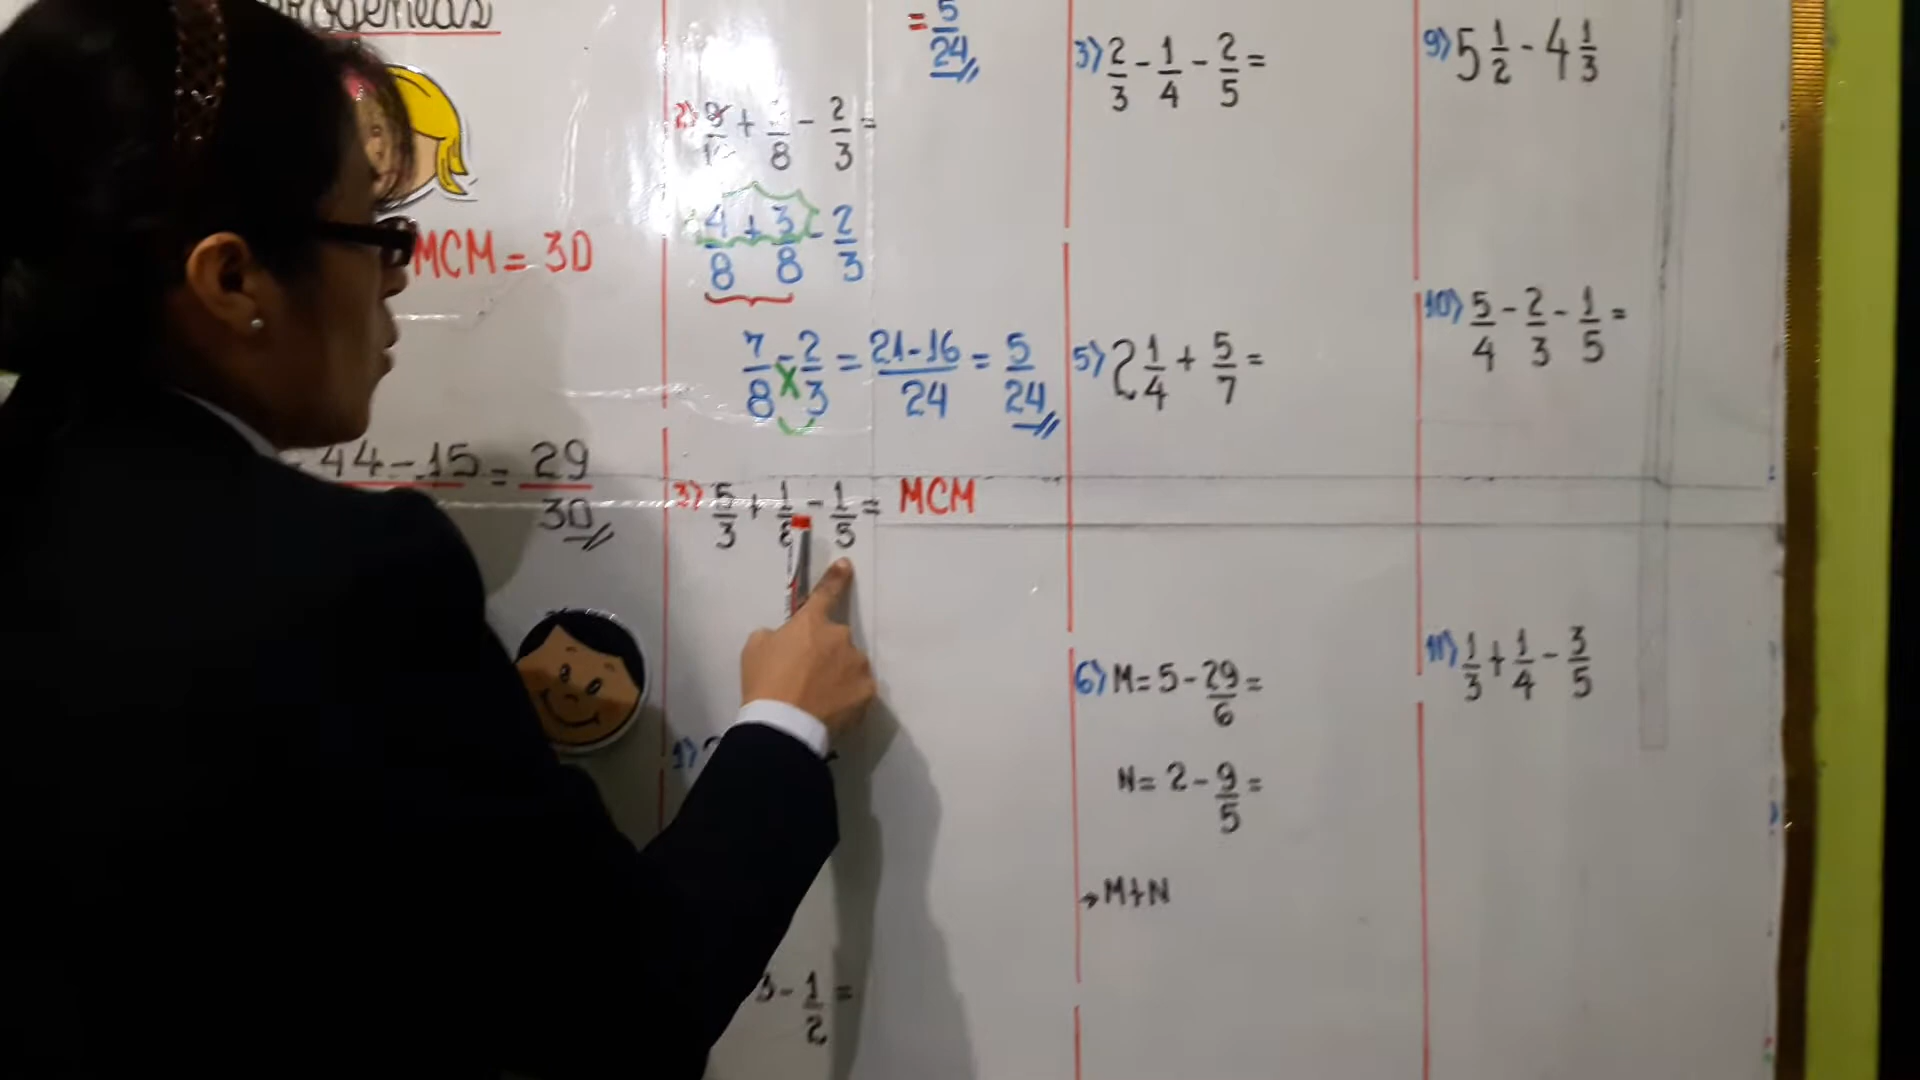 MCM = 30
44 - 15 = 29/30
= 5/24
2) 8/1 + /8 - 2/3 =
4/8 + 3/8 - 2/3
7/8 - 2/3 = 21-16/24 = 5/24
3) 5/3 + 1/2 - 1/5 = MCM
1)
3 - 1/2 =
3) 2/3 - 1/4 - 2/5 =
5) 2 1/4 + 5/7 =
6) M = 5 - 29/6 =
N = 2 - 9/5 =
→ M+N
9) 5 1/2 - 4 1/3
10) 5/4 - 2/3 - 1/5 =
11) 1/3 + 1/4 - 3/5